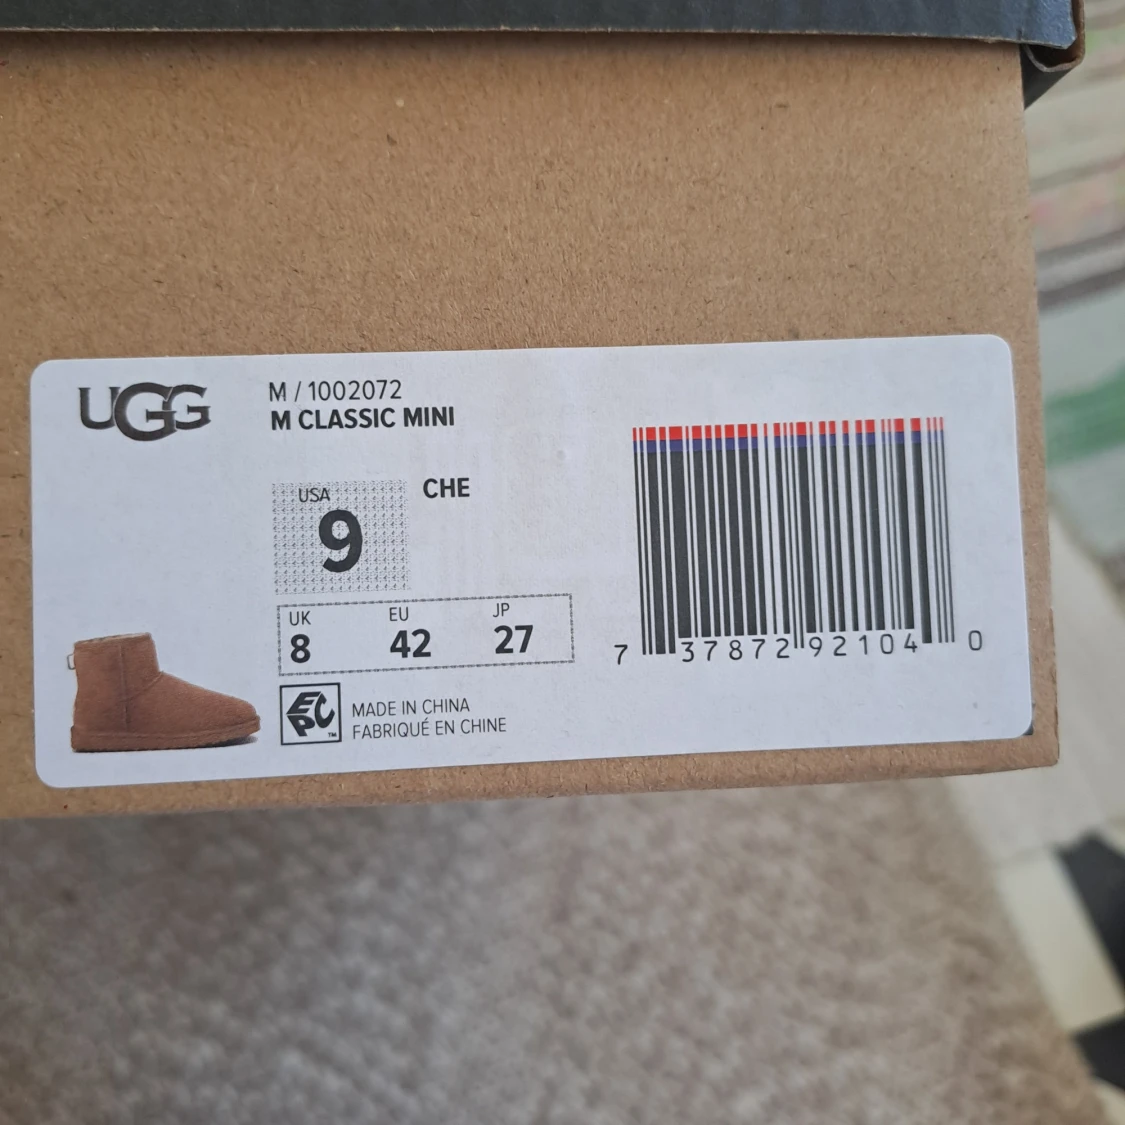 UGG
M / 1002072
M CLASSIC MINI
USA
9
CHE
UK EU JP
8 42 27
EPC™
MADE IN CHINA
FABRIQUÉ EN CHINE
7 37872 92104 0